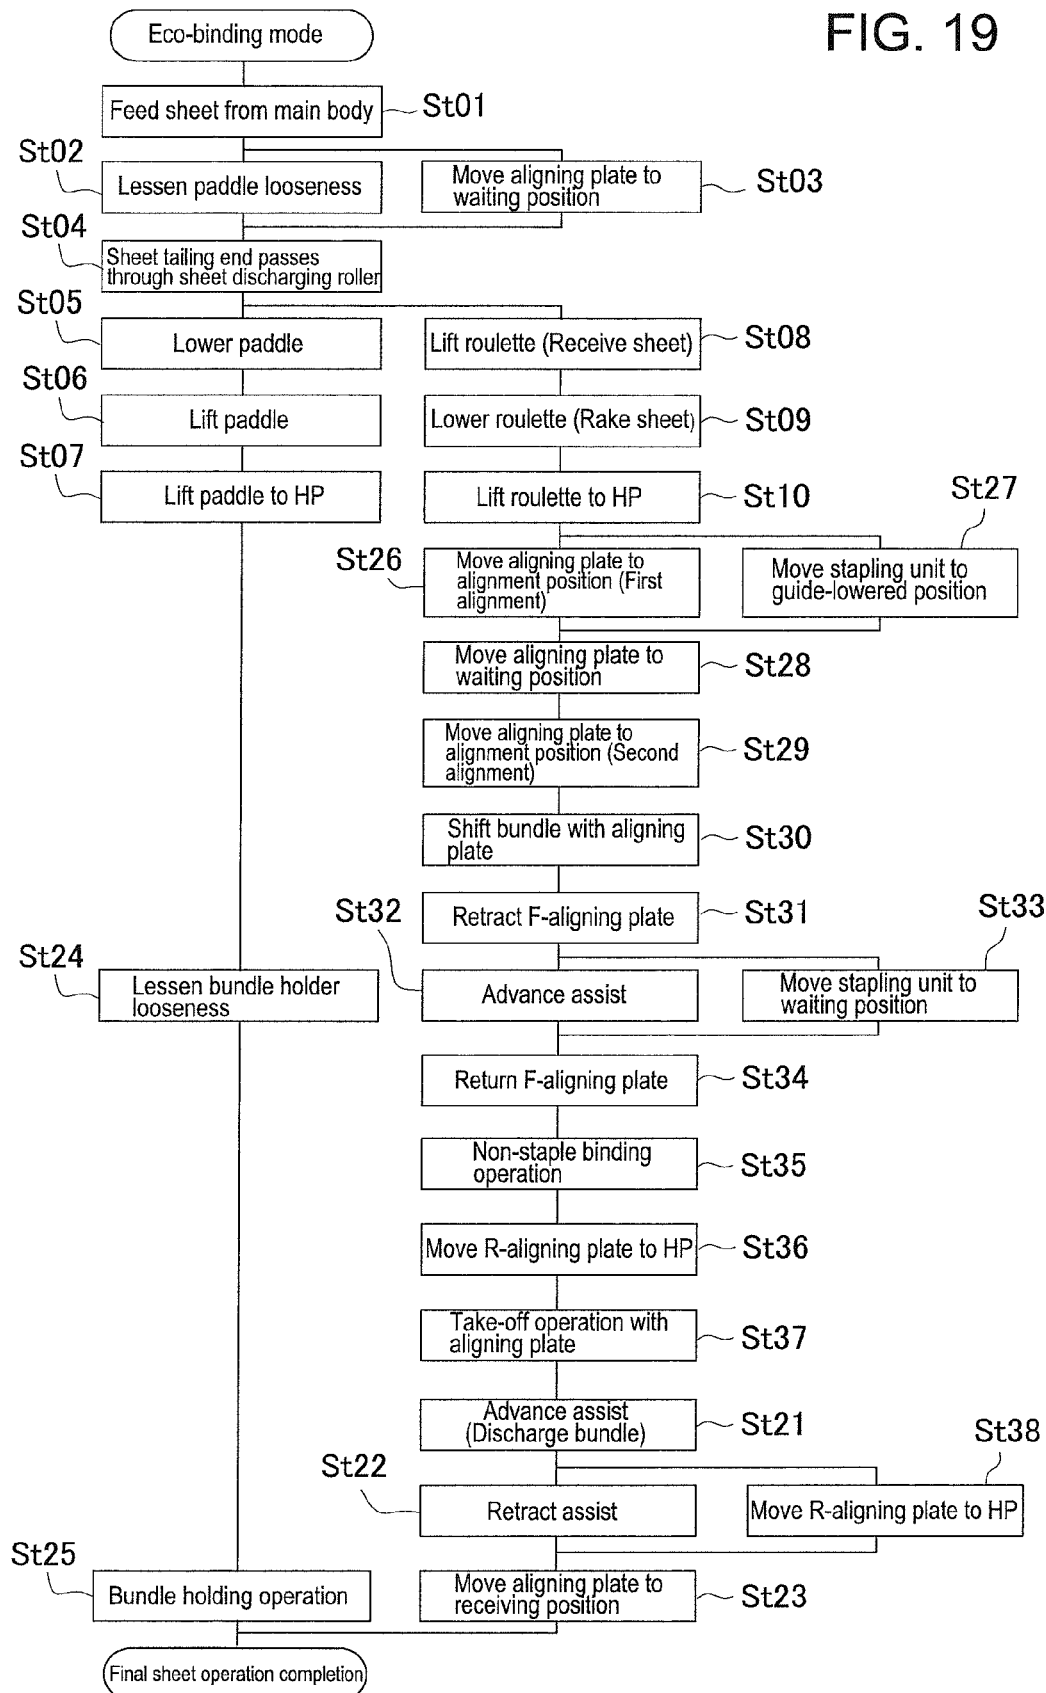 FIG. 19
Eco-binding mode
Feed sheet from main body
St01
St02
Lessen paddle looseness
Move aligning plate to
waiting position
St03
St04
Sheet tailing end passes
through sheet discharging roller
St05
Lower paddle
Lift roulette (Receive sheet)
St08
St06
Lift paddle
Lower roulette (Rake sheet)
St09
St07
Lift paddle to HP
Lift roulette to HP
St10
St27
St26
Move aligning plate to
alignment position (First
alignment)
Move stapling unit to
guide-lowered position
Move aligning plate to
waiting position
St28
Move aligning plate to
alignment position (Second
alignment)
St29
Shift bundle with aligning
plate
St30
Retract F-aligning plate
St31
St32
St33
St24
Lessen bundle holder
looseness
Advance assist
Move stapling unit to
waiting position
Return F-aligning plate
St34
Non-staple binding
operation
St35
Move R-aligning plate to HP
St36
Take-off operation with
aligning plate
St37
Advance assist
(Discharge bundle)
St21
St38
St22
Retract assist
Move R-aligning plate to HP
St25
Bundle holding operation
Move aligning plate to
receiving position
St23
Final sheet operation completion